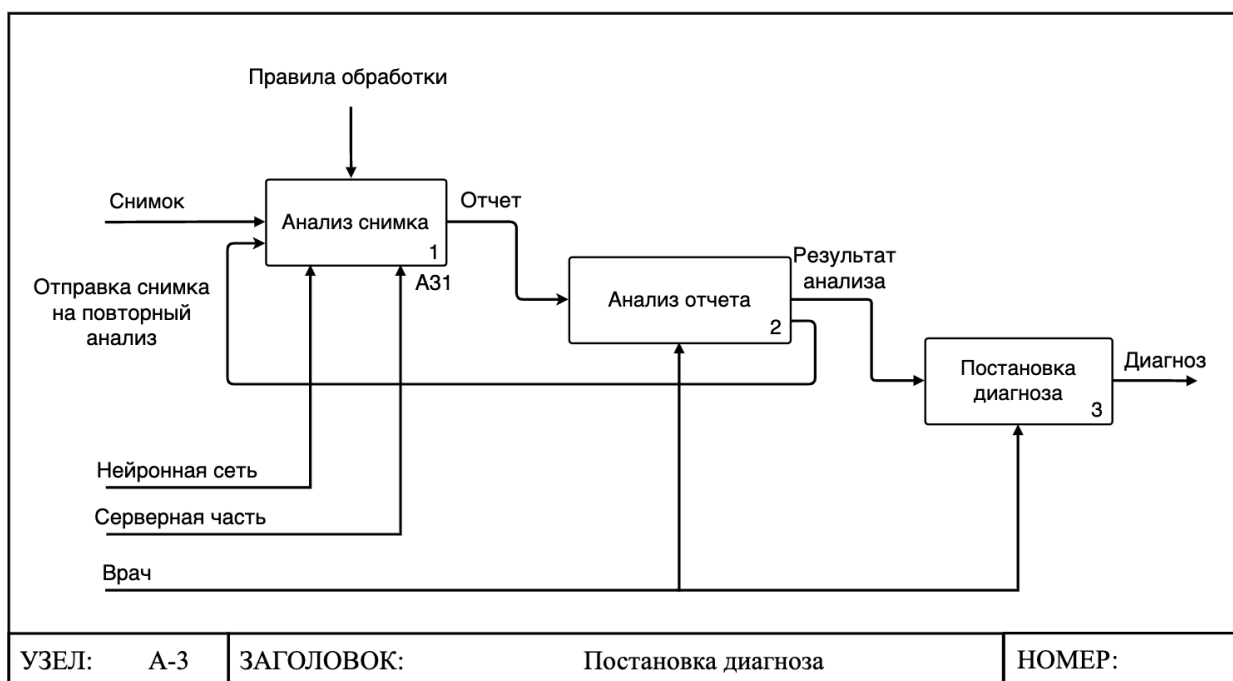 Правила обработки
Снимок
Анализ снимка
1
Отчет
А31
Отправка снимка
на повторный
анализ
Анализ отчета
2
Результат
анализа
Постановка
диагноза
3
Диагноз
Нейронная сеть
Серверная часть
Врач
УЗЕЛ: А-3 ЗАГОЛОВОК: Постановка диагноза НОМЕР: